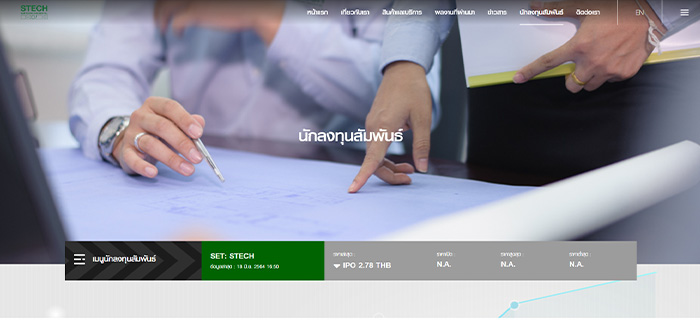 STECH
หน้าแรก เกี่ยวกับเรา สินค้าและบริการ ผลงานที่ผ่านมา ข่าวสาร นักลงทุนสัมพันธ์ ติดต่อเรา EN
นักลงทุนสัมพันธ์
เมนูนักลงทุนสัมพันธ์
SET: STECH
ข้อมูลล่าสุด : 18 มิ.ย. 2564 16:50
ราคาล่าสุด :
IPO 2.78 THB
ราคาเปิด :
N.A.
ราคาสูงสุด :
N.A.
ราคาต่ำสุด :
N.A.